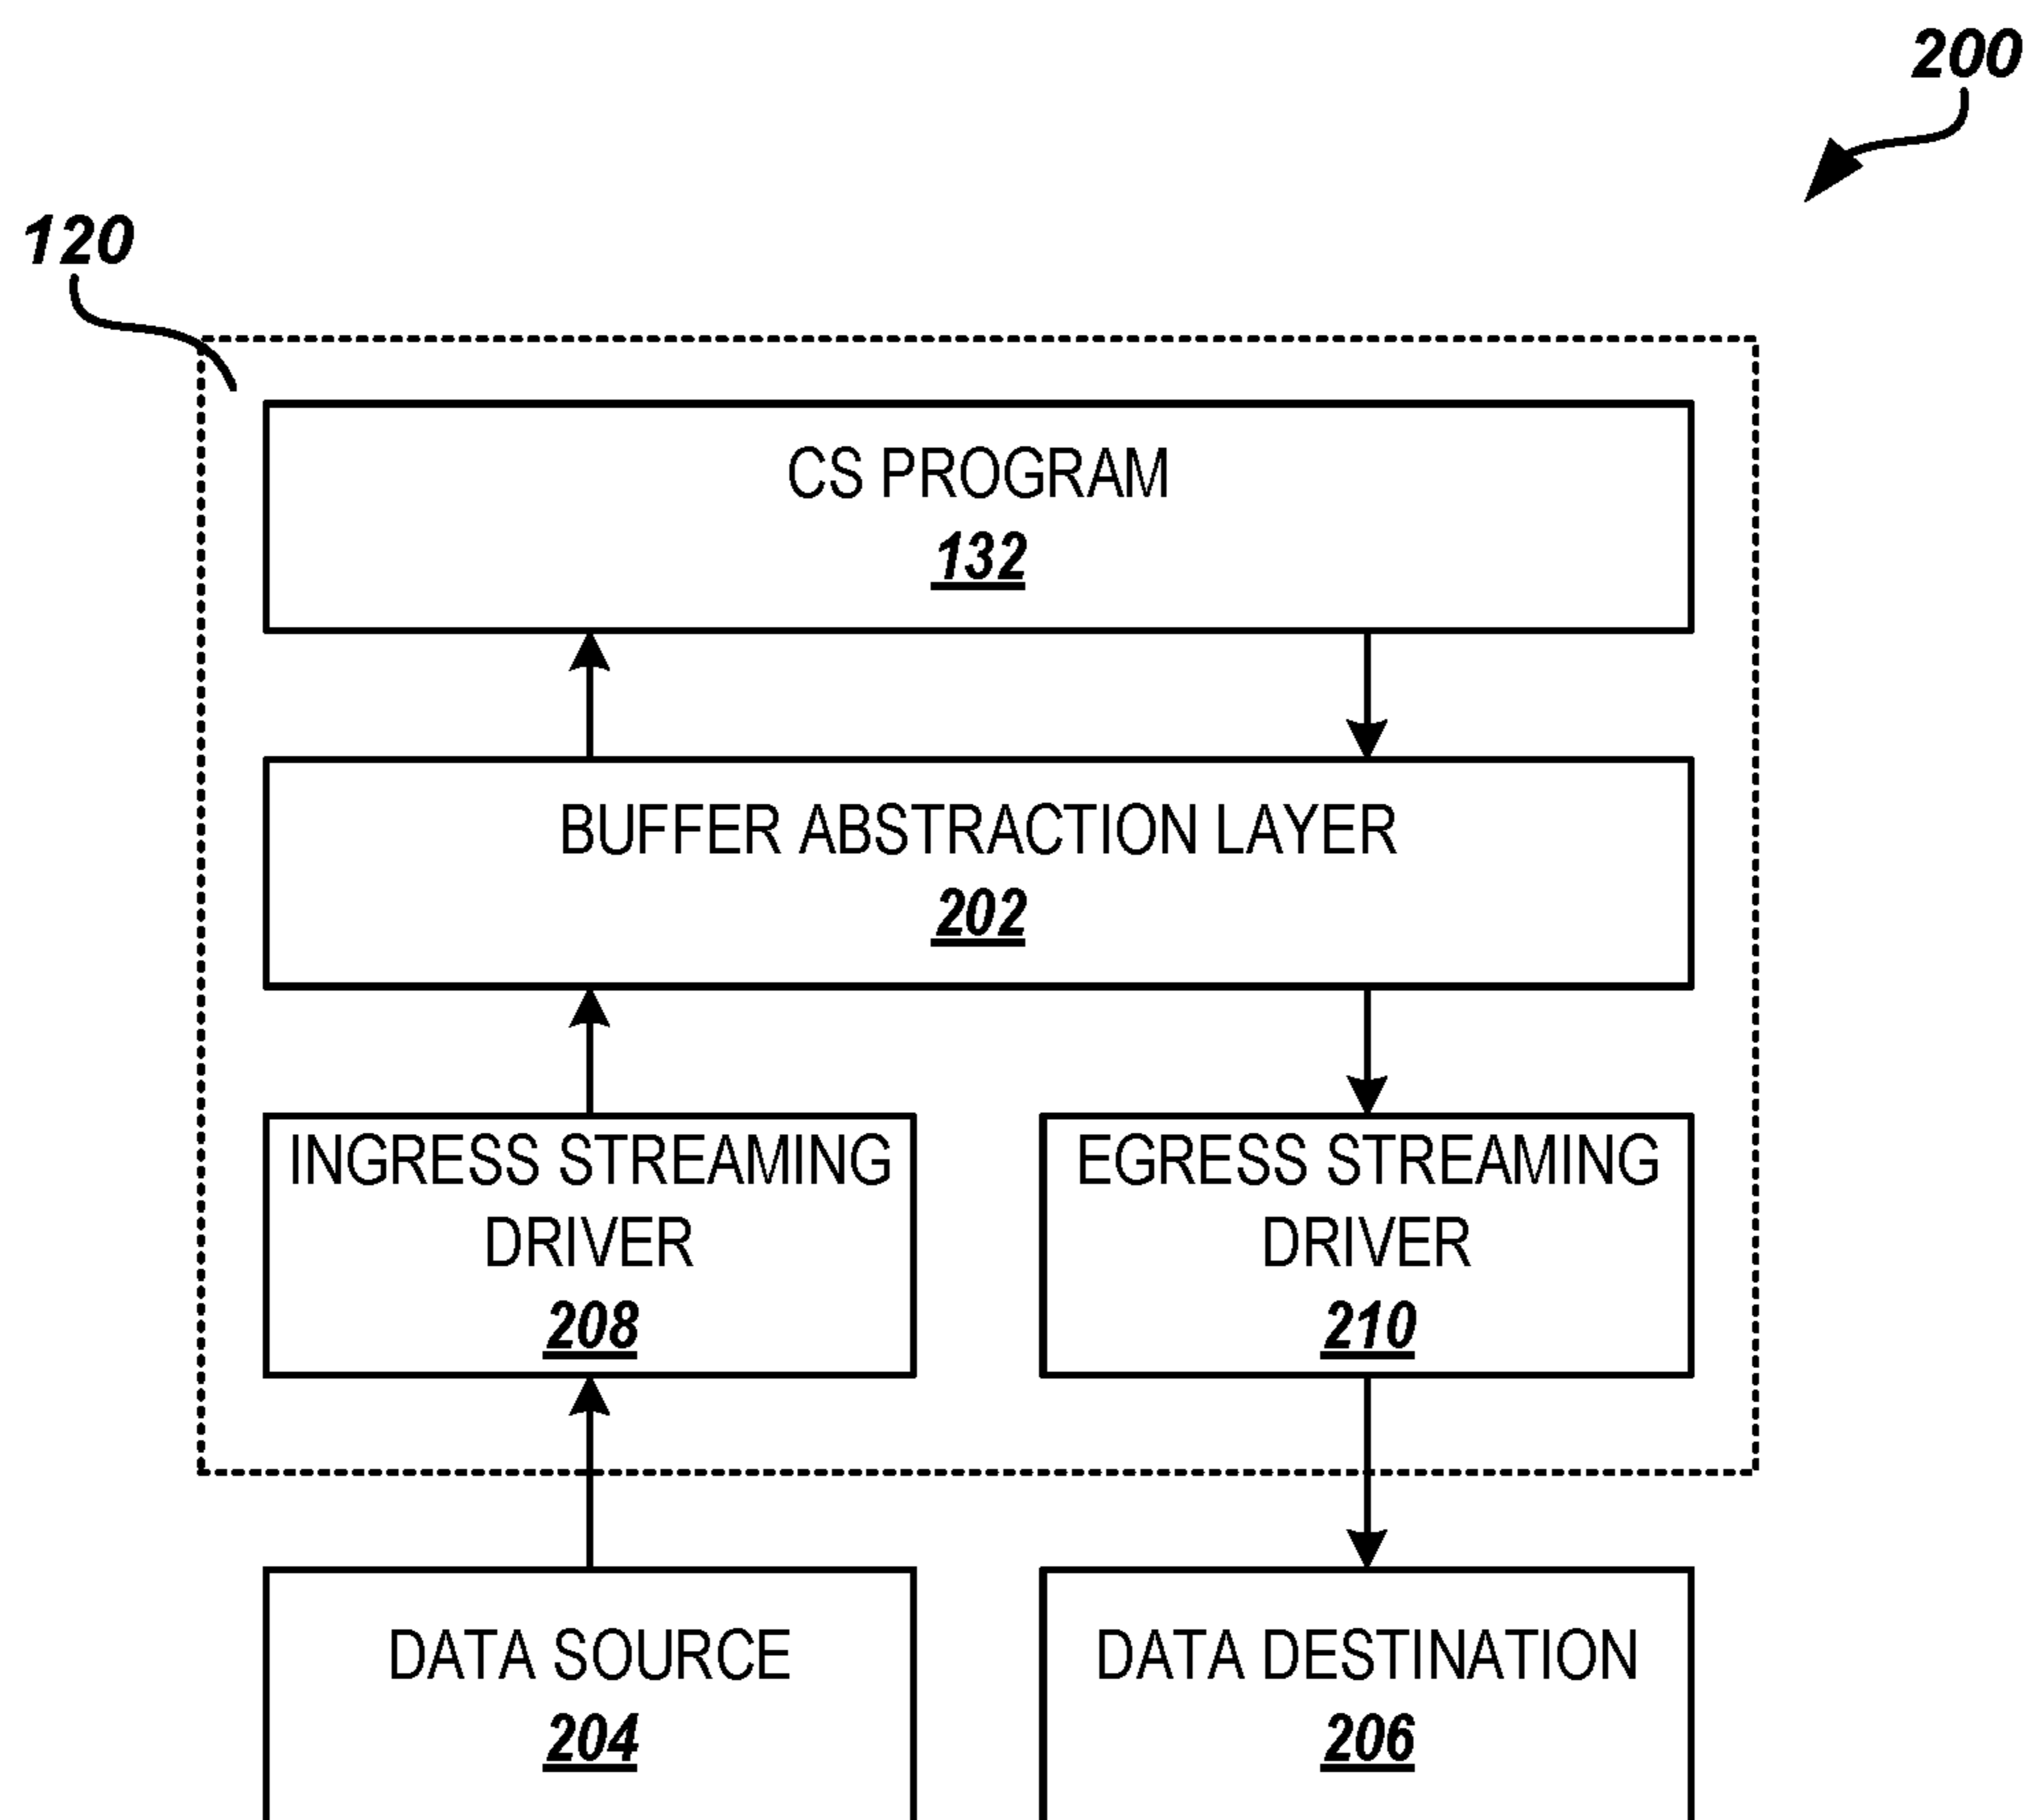 200
120
CS PROGRAM
132
BUFFER ABSTRACTION LAYER
202
INGRESS STREAMING
DRIVER
208
EGRESS STREAMING
DRIVER
210
DATA SOURCE
204
DATA DESTINATION
206